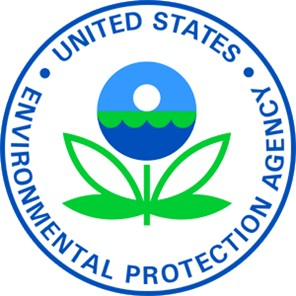 UNITED STATES
ENVIRONMENTAL PROTECTION AGENCY